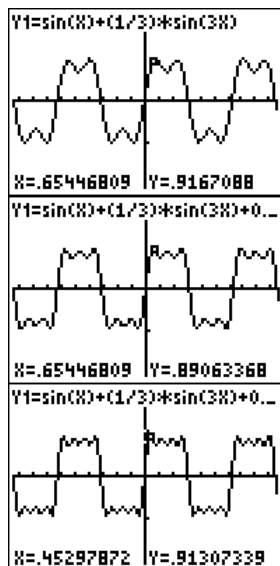 Y1=sin(X)+(1/3)*sin(3X)
X=.65446809 Y=.9167088
Y1=sin(X)+(1/3)*sin(3X)+0…
X=.65446809 Y=.89063368
Y1=sin(X)+(1/3)*sin(3X)+0…
X=.45297872 Y=.91307339